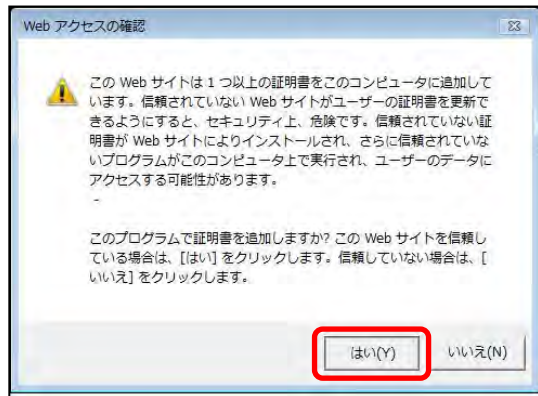 Web アクセスの確認
この Web サイトは 1 つ以上の証明書をこのコンピュータに追加して
います。信頼されていない Web サイトがユーザーの証明書を更新で
きるようにすると、セキュリティ上、危険です。信頼されていない証
明書が Web サイトによりインストールされ、さらに信頼されていな
いプログラムがこのコンピュータ上で実行され、ユーザーのデータに
アクセスする可能性があります。
-
このプログラムで証明書を追加しますか? この Web サイトを信頼し
ている場合は、[はい] をクリックします。信頼していない場合は、[
いいえ] をクリックします。
はい(Y) いいえ(N)